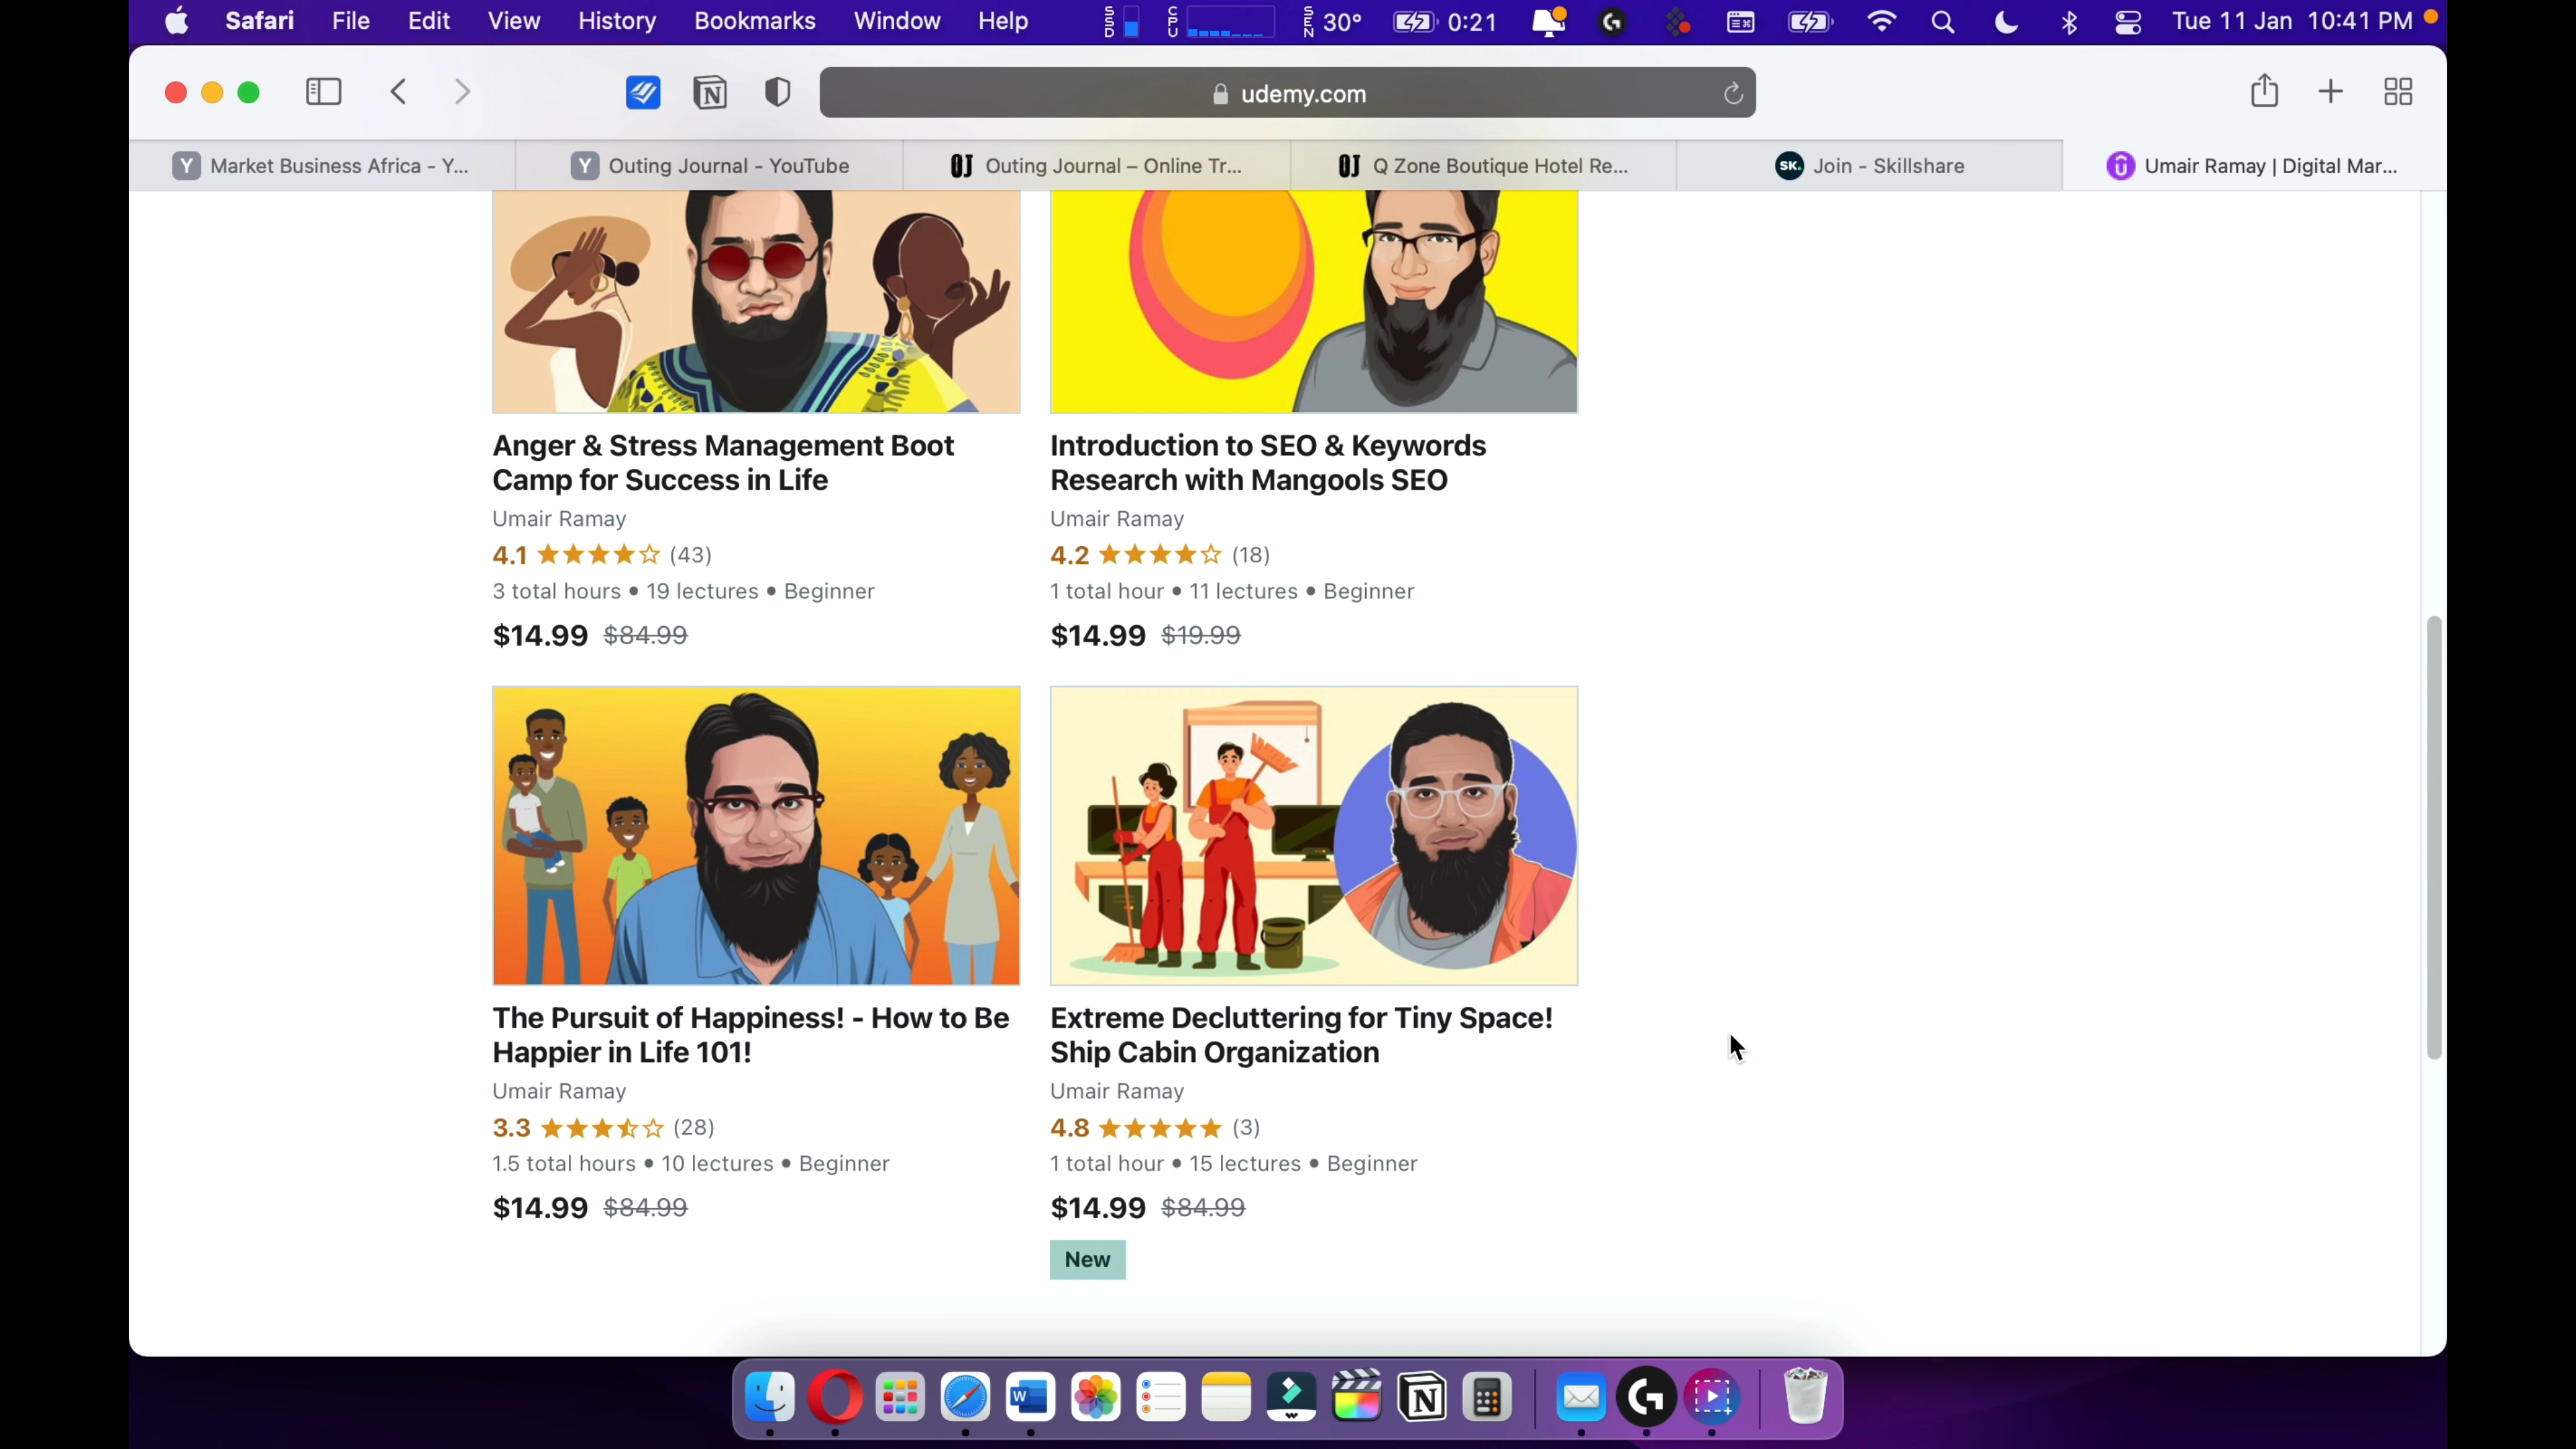 Safari File Edit View History Bookmarks Window Help SSD CPU SEN 30° 0:21 Tue 11 Jan 10:41 PM
udemy.com
Y Market Business Africa - Y... Y Outing Journal - YouTube OJ Outing Journal – Online Tr... OJ Q Zone Boutique Hotel Re... SK. Join - Skillshare Umair Ramay | Digital Mar...
Anger & Stress Management Boot
Camp for Success in Life
Umair Ramay
4.1 (43)
3 total hours • 19 lectures • Beginner
$14.99 $84.99
Introduction to SEO & Keywords
Research with Mangools SEO
Umair Ramay
4.2 (18)
1 total hour • 11 lectures • Beginner
$14.99 $19.99
The Pursuit of Happiness! - How to Be
Happier in Life 101!
Umair Ramay
3.3 (28)
1.5 total hours • 10 lectures • Beginner
$14.99 $84.99
Extreme Decluttering for Tiny Space!
Ship Cabin Organization
Umair Ramay
4.8 (3)
1 total hour • 15 lectures • Beginner
$14.99 $84.99
New